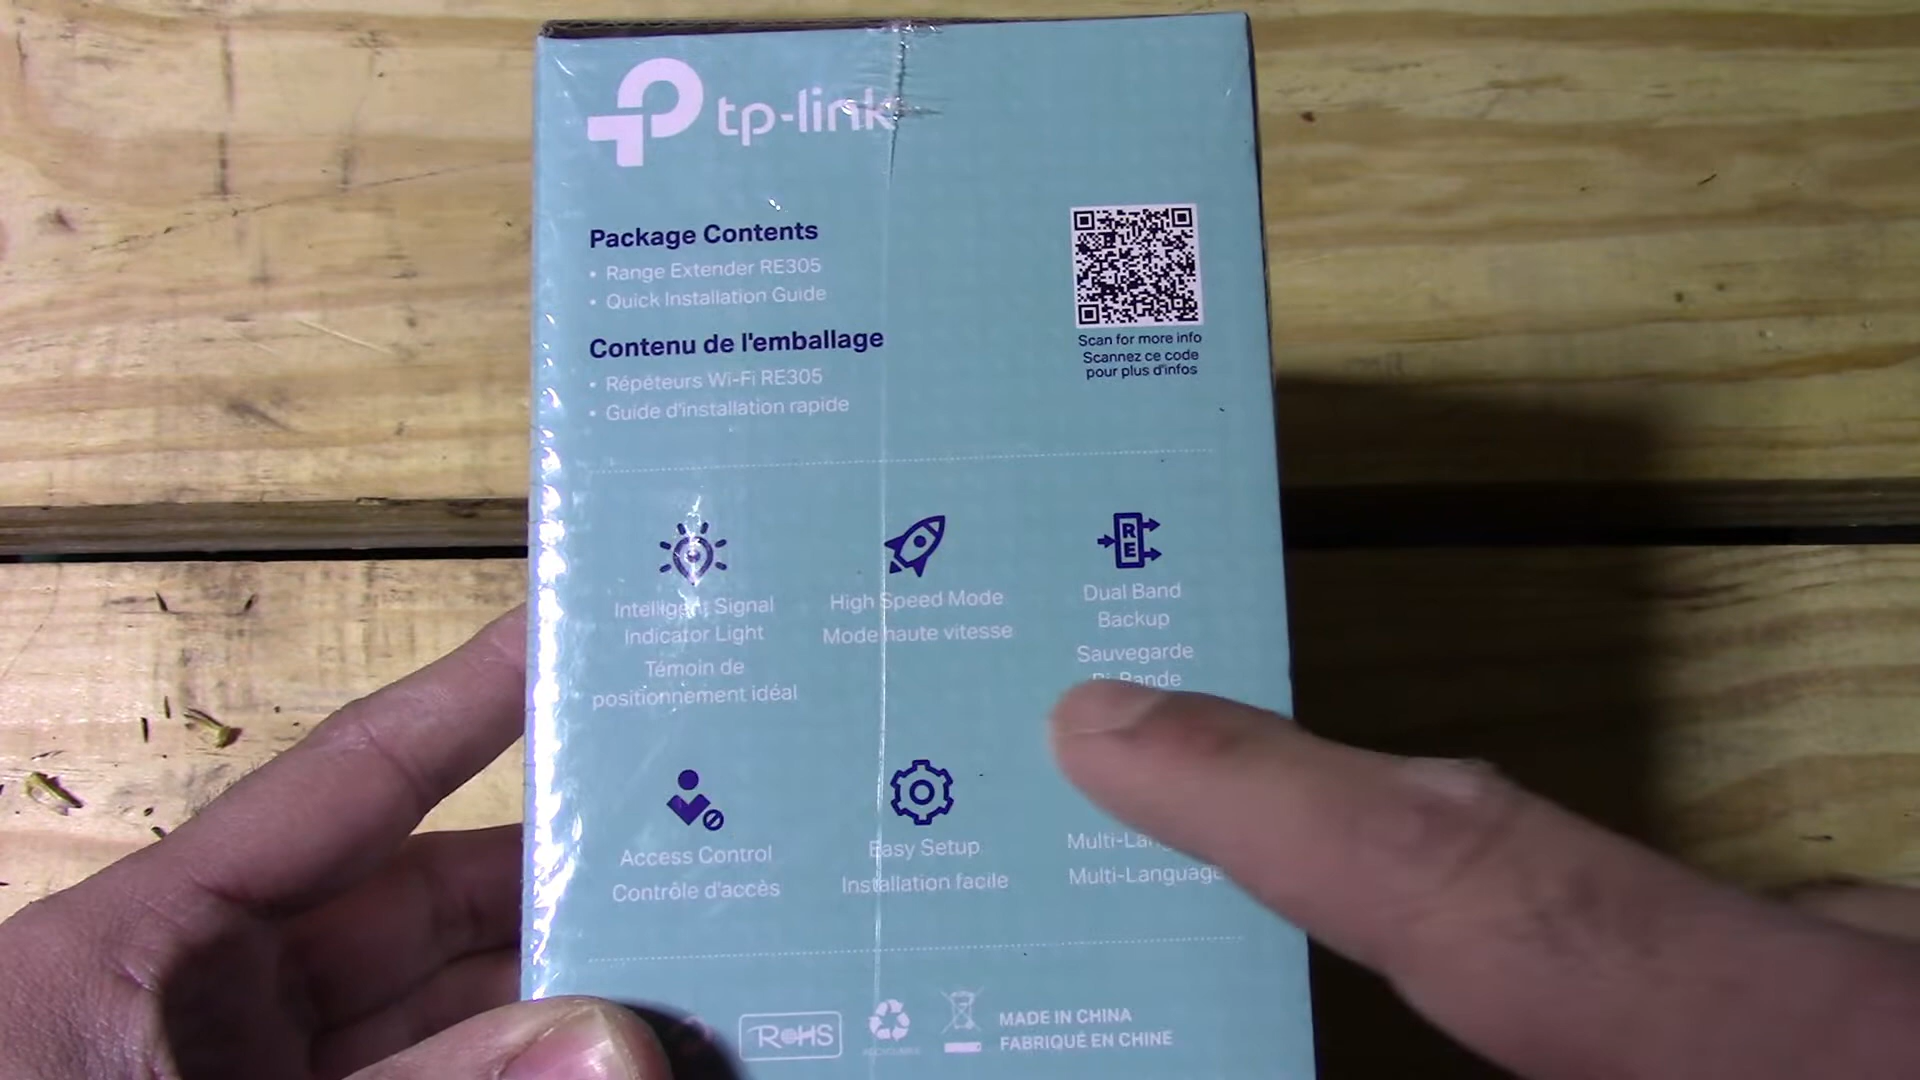 tp-link
Package Contents
• Range Extender RE305
• Quick Installation Guide
Contenu de l'emballage
• Répéteurs Wi-Fi RE305
• Guide d'installation rapide
Scan for more info
Scannez ce code
pour plus d'infos
Intelligent Signal
Indicator Light
Témoin de
positionnement idéal
High Speed Mode
Mode haute vitesse
RE
Dual Band
Backup
Sauvegarde
Bi-Bande
Access Control
Contrôle d'accès
Easy Setup
Installation facile
Multi-Language
RoHS
MADE IN CHINA
FABRIQUÉ EN CHINE